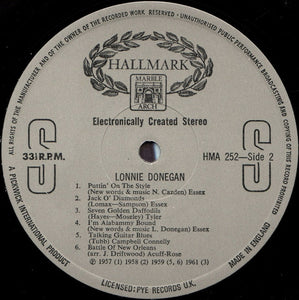 ALL RIGHTS OF THE MANUFACTURER AND OF THE OWNER OF THE RECORDED WORK RESERVED · UNAUTHORISED PUBLIC PERFORMANCE, BROADCASTING AND COPYING OF THIS RECORD PROHIBITED
HALLMARK
MARBLE
ARCH
Electronically Created Stereo
S
S
33⅓ R.P.M.
HMA 252—Side 2
LONNIE DONEGAN
1. Puttin' On The Style
(New words & music N. Cazden) Essex
2. Jack O' Diamonds
(Lomax—Sampson) Essex
3. Seven Golden Daffodils
(Hayes—Moseley) Tyler
4. I'm Alabammy Bound
(New words & music L. Donegan) Essex
5. Talking Guitar Blues
(Tubb) Campbell Connelly
6. Battle Of New Orleans
(arr. J. Driftwood) Acuff-Rose
℗ 1957 (1) 1958 (2) 1959 (5, 6) 1961 (3)
A PICKWICK INTERNATIONAL PRODUCT
MADE IN ENGLAND
LICENSED: PYE RECORDS U.K.